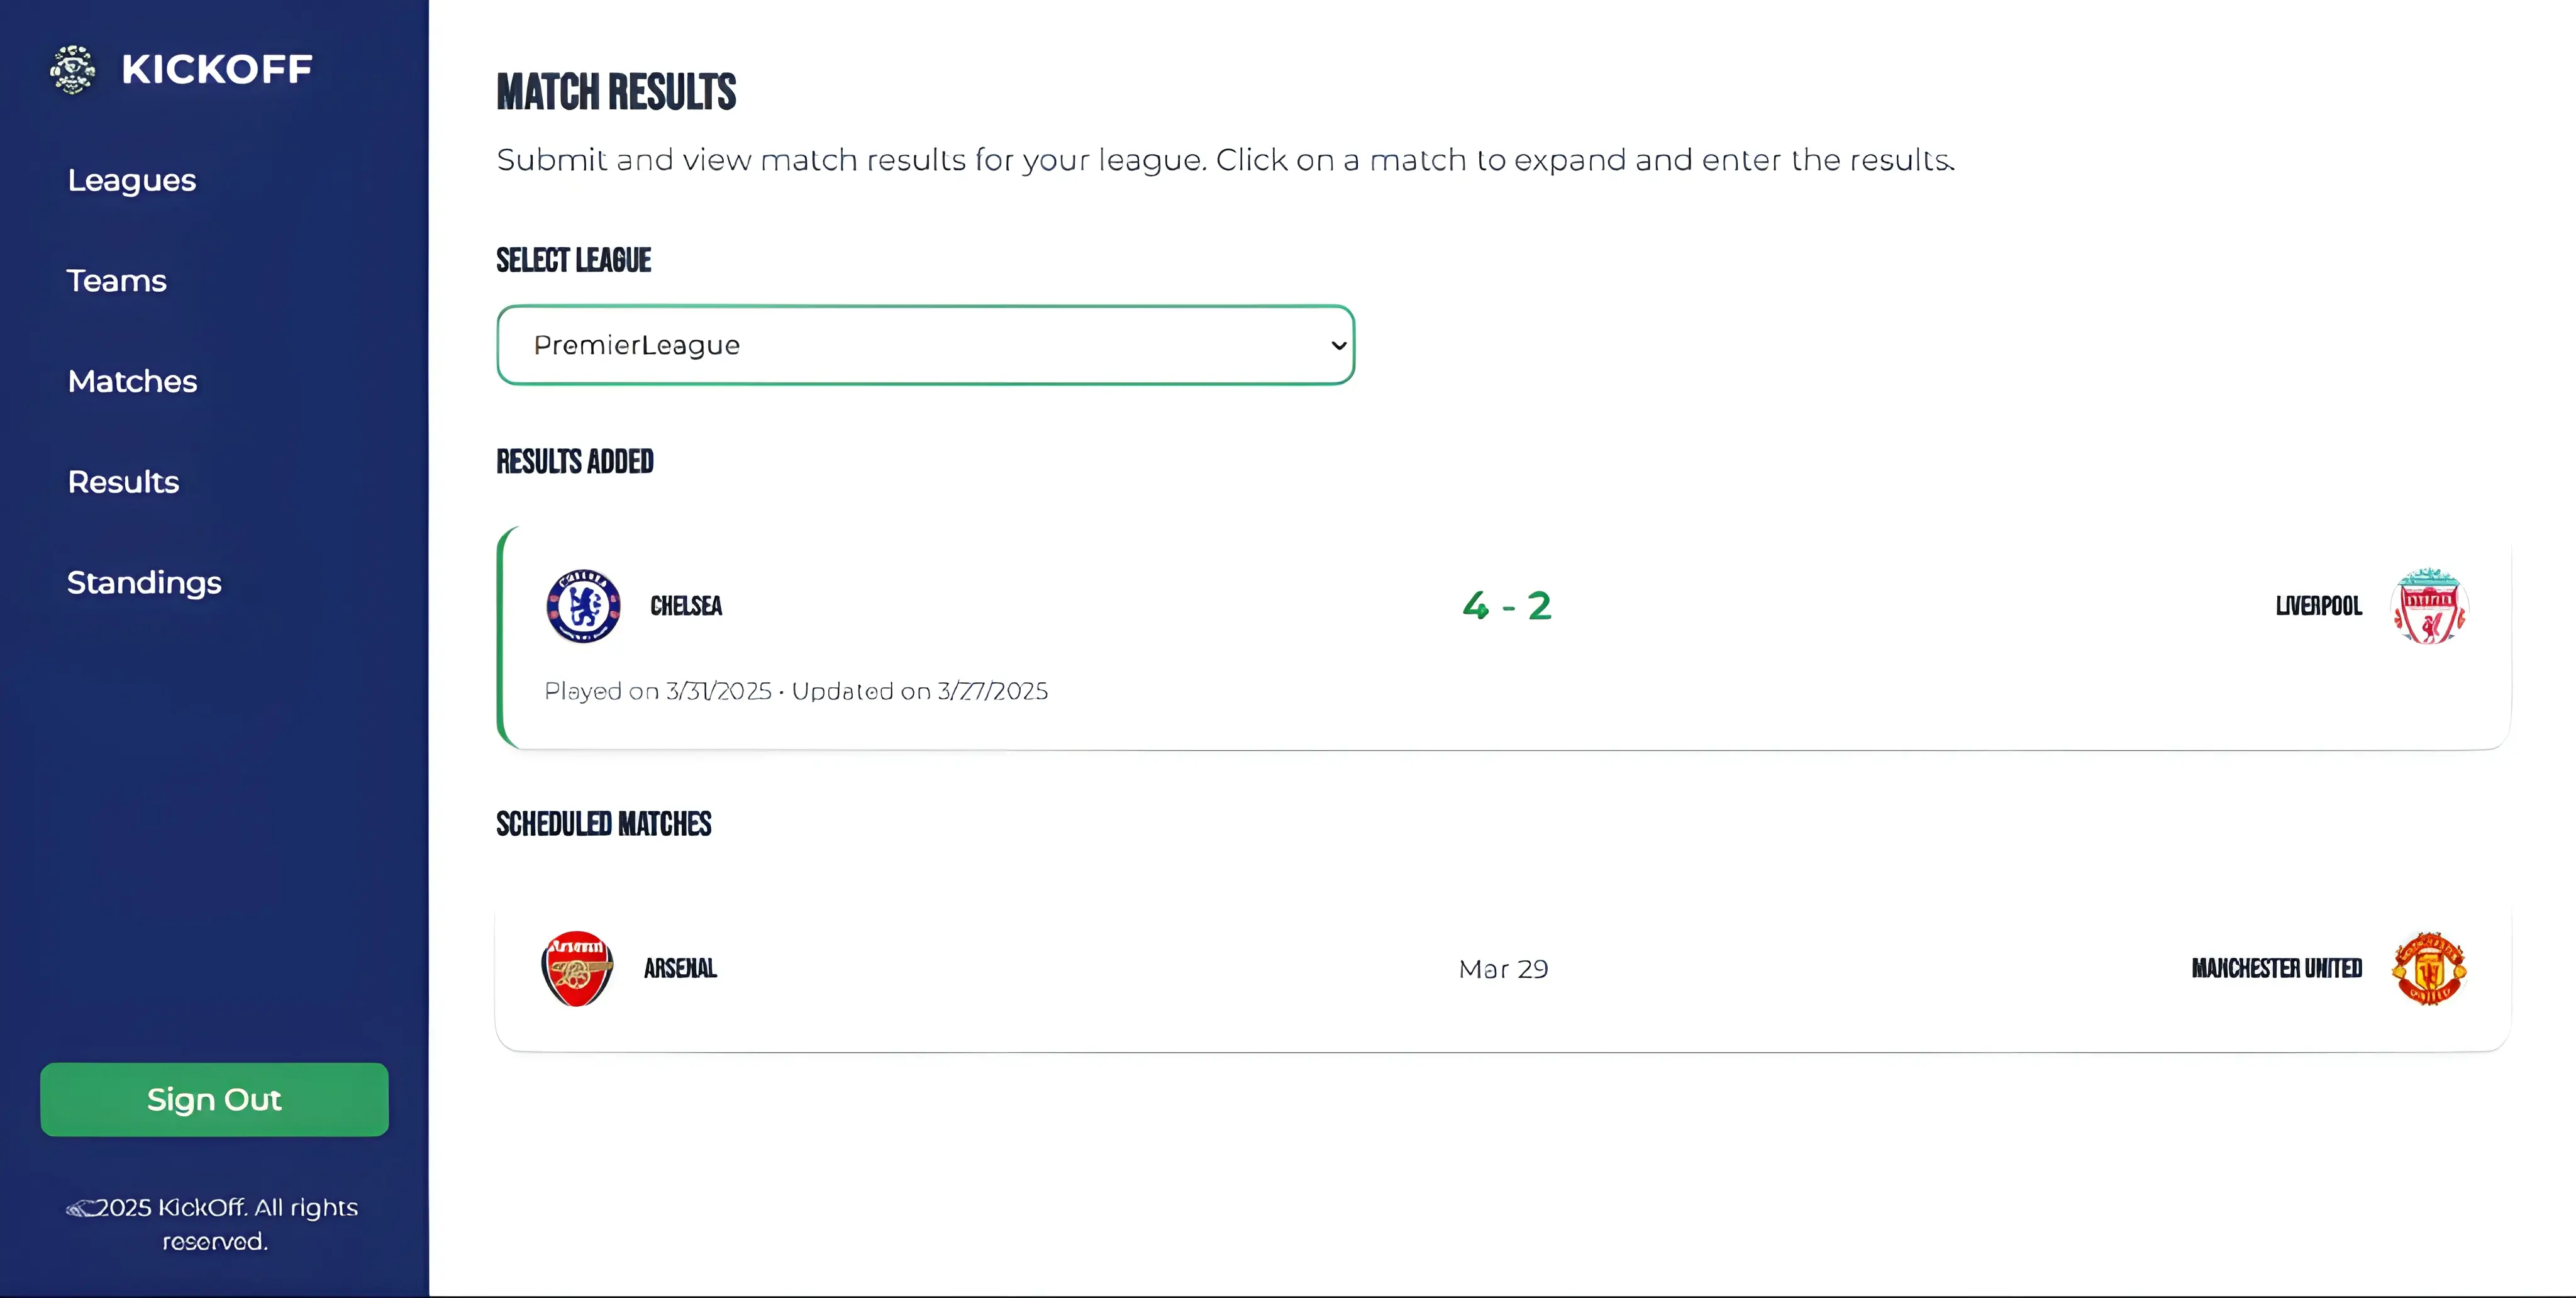 KICKOFF
Leagues
Teams
Matches
Results
Standings
Sign Out
2025 KickOff. All rights
reserved.
MATCH RESULTS
Submit and view match results for your league. Click on a match to expand and enter the results.
SELECT LEAGUE
PremierLeague
RESULTS ADDED
CHELSEA
4 - 2
LIVERPOOL
Played on 3/31/2025 • Updated on 3/27/2025
SCHEDULED MATCHES
Arsenal
ARSENAL
Mar 29
MANCHESTER UNITED